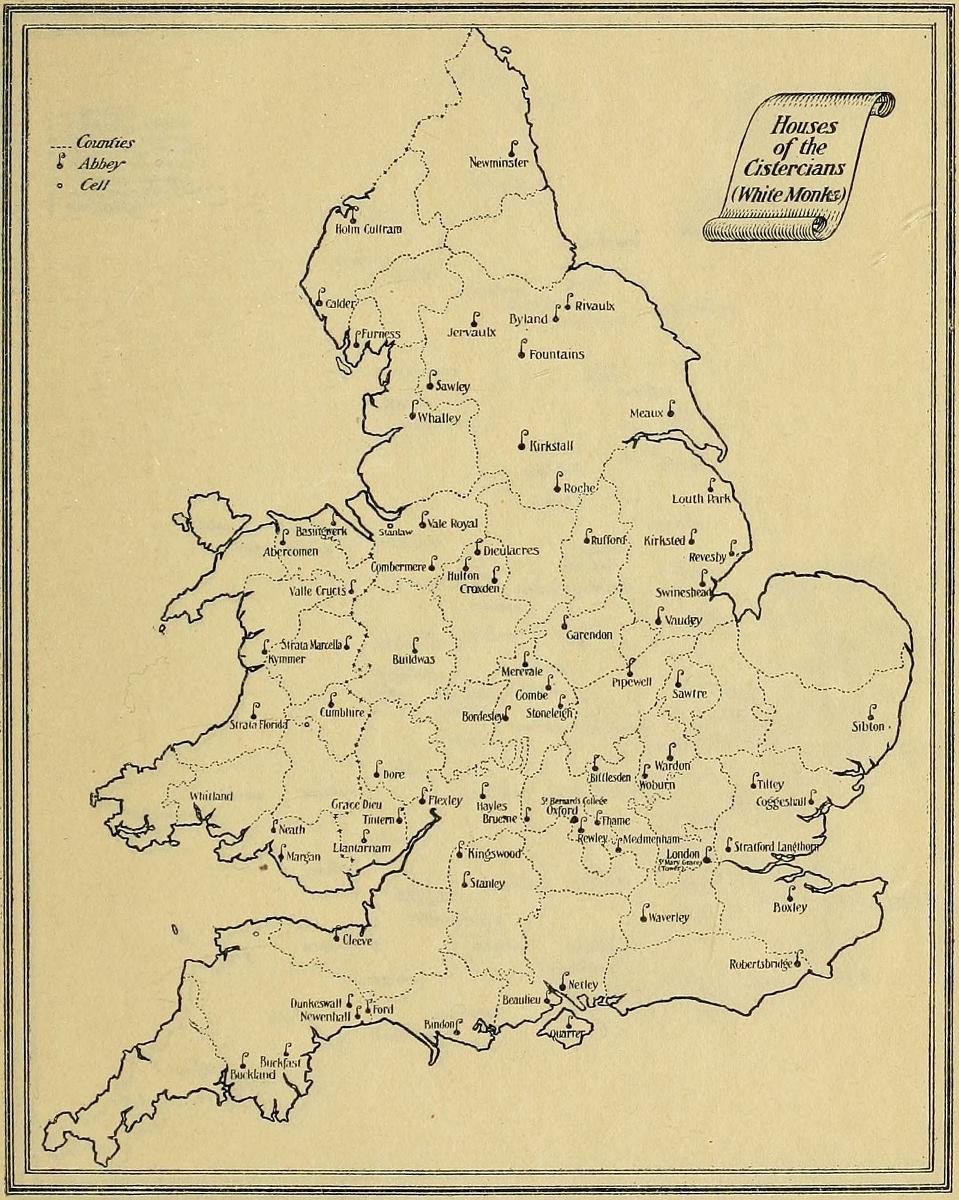 Counties
Abbey
Cell
Houses
of the
Cistercians
(White Monks)
Newminster
Holm Cultram
Calder
Furness
Jervaulx
Byland
Rivaulx
Fountains
Sawley
Whalley
Meaux
Kirkstall
Roche
Louth Park
Basingwerk
Stanlaw
Vale Royal
Abercomen
Rufford
Kirksted
Revesby
Combermere
Dieulacres
Hulton
Croxden
Valle Crucis
Swineshead
Vaudey
Garendon
Strata Marcella
Kymmer
Buildwas
Merevale
Pipewell
Sawtre
Combe
Cumbhire
Bordesley
Stoneleigh
Strata Florida
Sibton
Dore
Bittlesden
Wardon
Woburn
Tiltey
Coggeshall
Whitland
Grace Dieu
Tintern
Flexley
Hayles
Bruerne
St Bernards College
Oxford
Thame
Rewley
Medmenham
Neath
Llantarnam
Margan
Kingswood
London
St Mary Graces
(Tower)
Stratford Langthorn
Stanley
Boxley
Waverley
Cleeve
Robertsbridge
Dunkeswall
Newenhall
Ford
Bindon
Beaulieu
Netley
Quarrer
Buckfast
Buckland